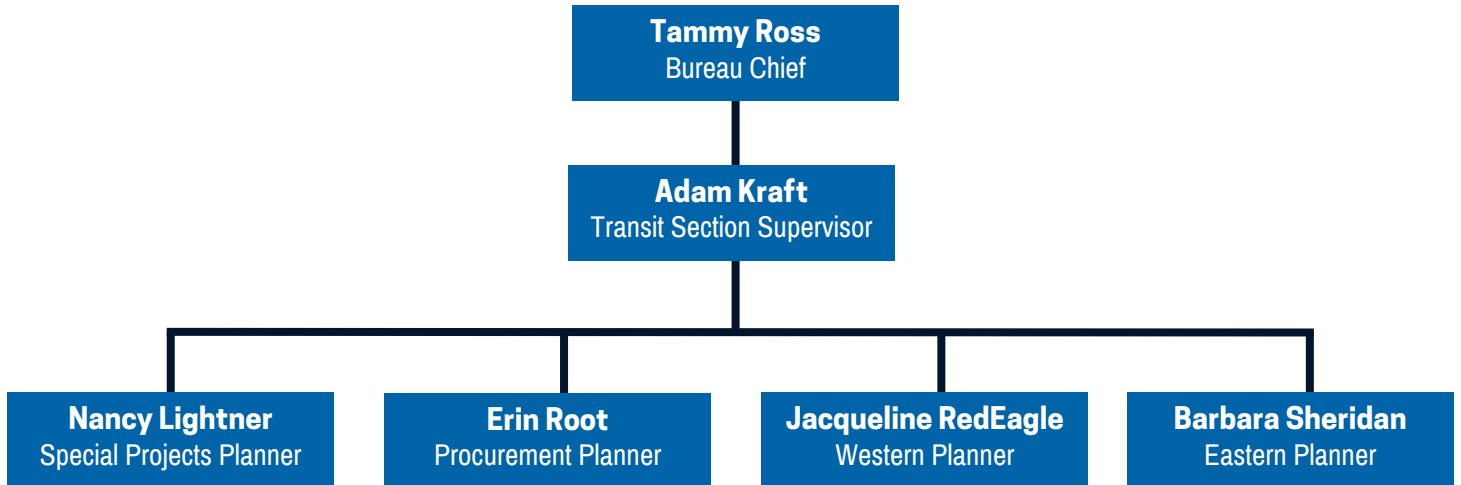 Tammy Ross
Bureau Chief
Adam Kraft
Transit Section Supervisor
Nancy Lightner
Special Projects Planner
Erin Root
Procurement Planner
Jacqueline RedEagle
Western Planner
Barbara Sheridan
Eastern Planner